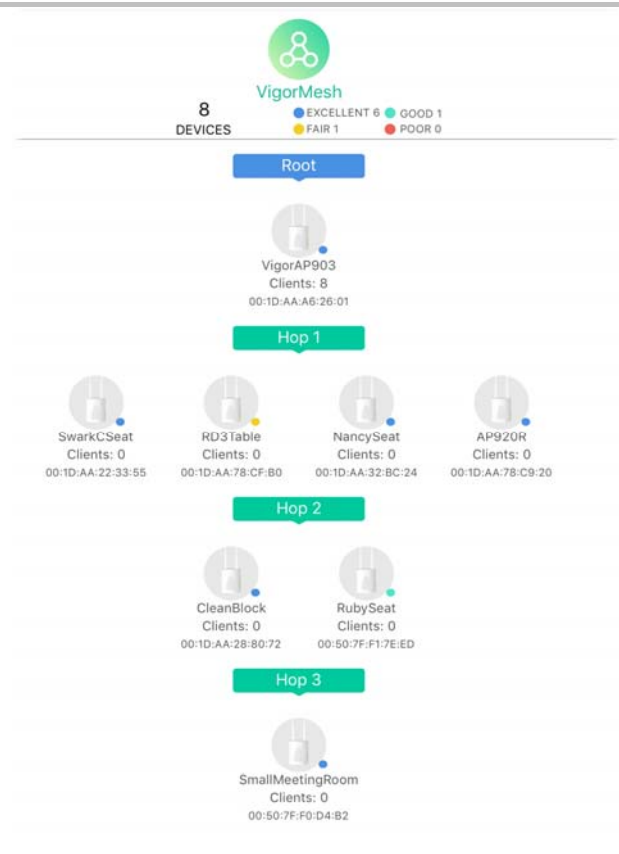 VigorMesh
8
DEVICES
EXCELLENT 6 GOOD 1
FAIR 1 POOR 0
Root
VigorAP903
Clients: 8
00:1D:AA:A6:26:01
Hop 1
SwarkCSeat RD3Table NancySeat AP920R
Clients: 0 Clients: 0 Clients: 0 Clients: 0
00:1D:AA:22:33:55 00:1D:AA:78:CF:B0 00:1D:AA:32:BC:24 00:1D:AA:78:C9:20
Hop 2
CleanBlock RubySeat
Clients: 0 Clients: 0
00:1D:AA:28:80:72 00:50:7F:F1:7E:ED
Hop 3
SmallMeetingRoom
Clients: 0
00:50:7F:F0:D4:B2